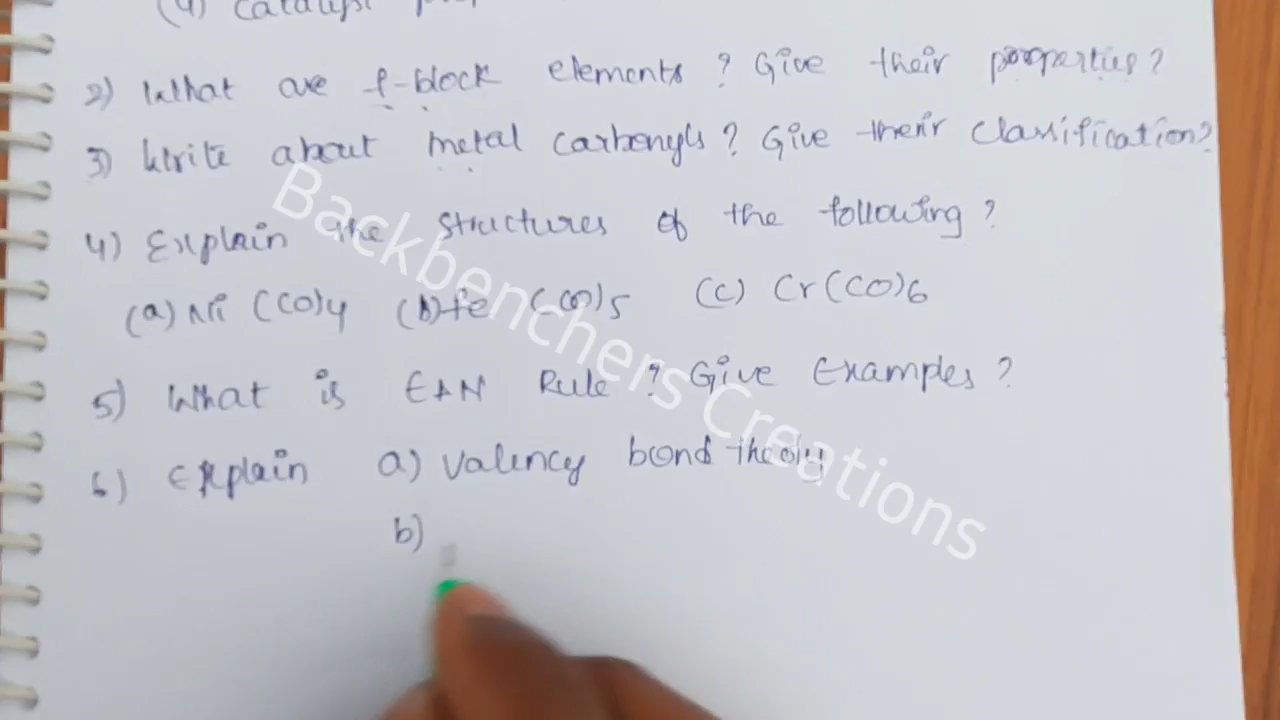 (4) Catalyst
2) What are f-block elements ? Give their properties ?
3) Write about metal carbonyls ? Give their classification ?
4) Explain the structures of the following ?
(a) Ni (CO)4 (b) Fe (CO)5 (c) Cr(CO)6
5) What is EAN Rule ? Give Examples ?
6) Explain a) Valency bond theory
b)
Backbenchers Creations